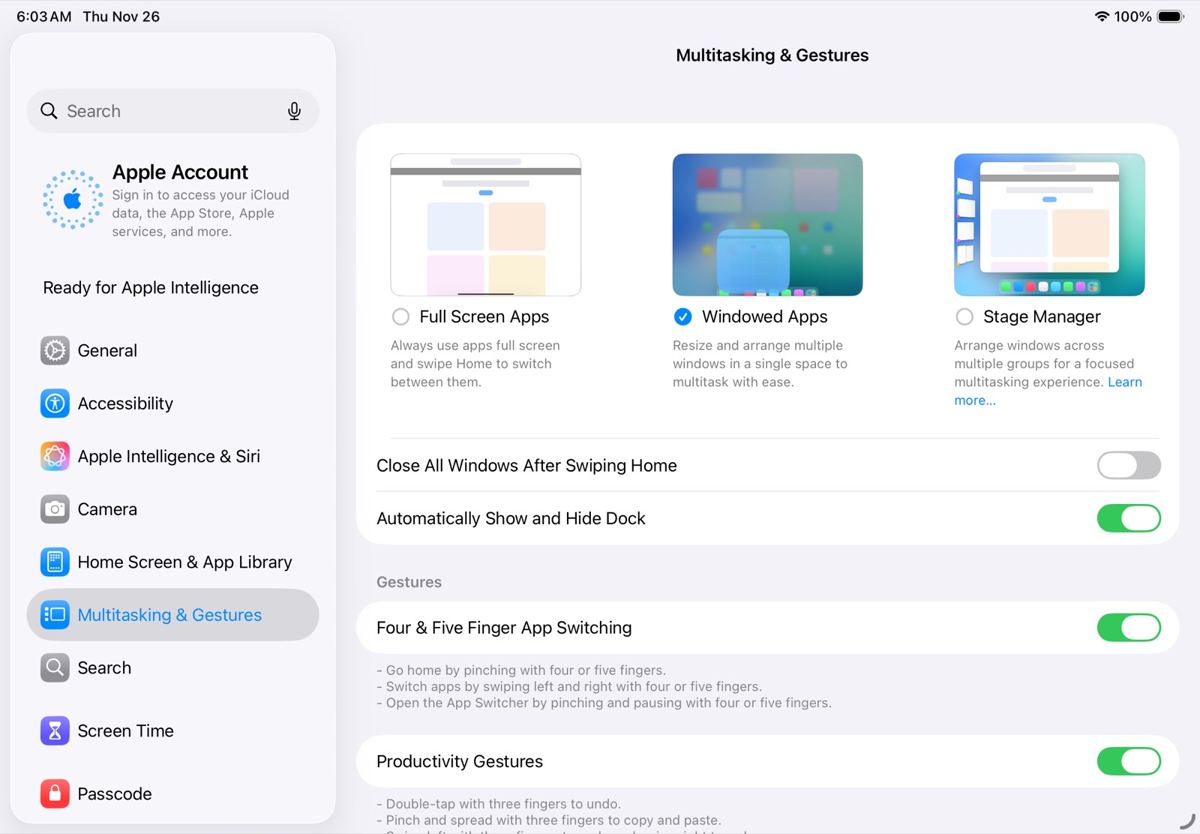 6:03 AM Thu Nov 26
100%
Multitasking & Gestures
Search
Apple Account
Sign in to access your iCloud
data, the App Store, Apple
services, and more.
Ready for Apple Intelligence
General
Accessibility
Apple Intelligence & Siri
Camera
Home Screen & App Library
Multitasking & Gestures
Search
Screen Time
Passcode
Full Screen Apps
Always use apps full screen
and swipe Home to switch
between them.
Windowed Apps
Resize and arrange multiple
windows in a single space to
multitask with ease.
Stage Manager
Arrange windows across
multiple groups for a focused
multitasking experience. Learn
more...
Close All Windows After Swiping Home
Automatically Show and Hide Dock
Gestures
Four & Five Finger App Switching
- Go home by pinching with four or five fingers.
- Switch apps by swiping left and right with four or five fingers.
- Open the App Switcher by pinching and pausing with four or five fingers.
Productivity Gestures
- Double-tap with three fingers to undo.
- Pinch and spread with three fingers to copy and paste.